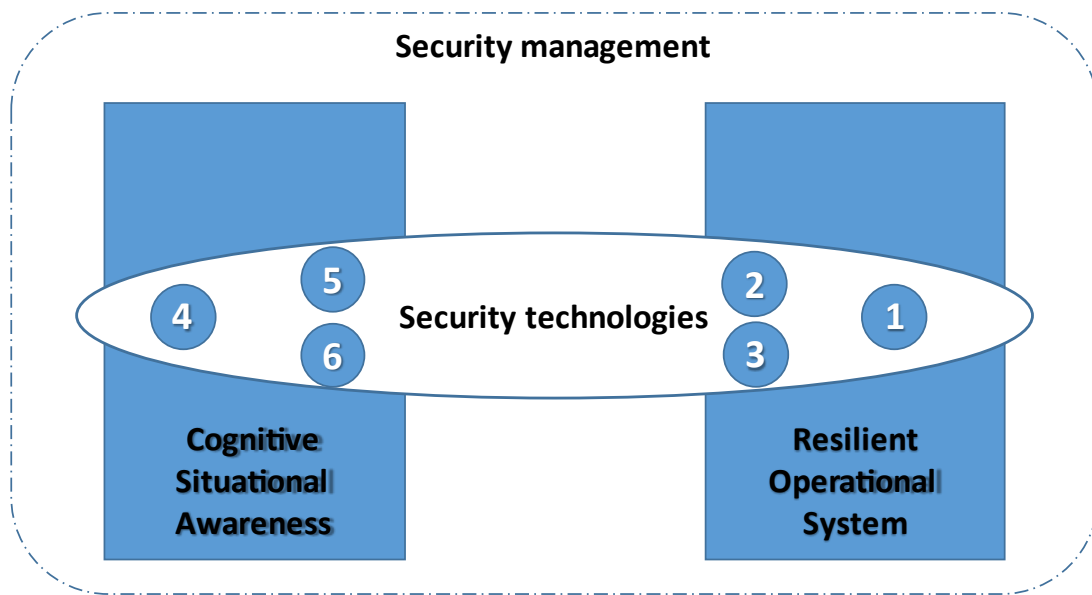 Security management
5
2
4
Security technologies
1
6
3
Cognitive
Situational
Awareness
Resilient
Operational
System